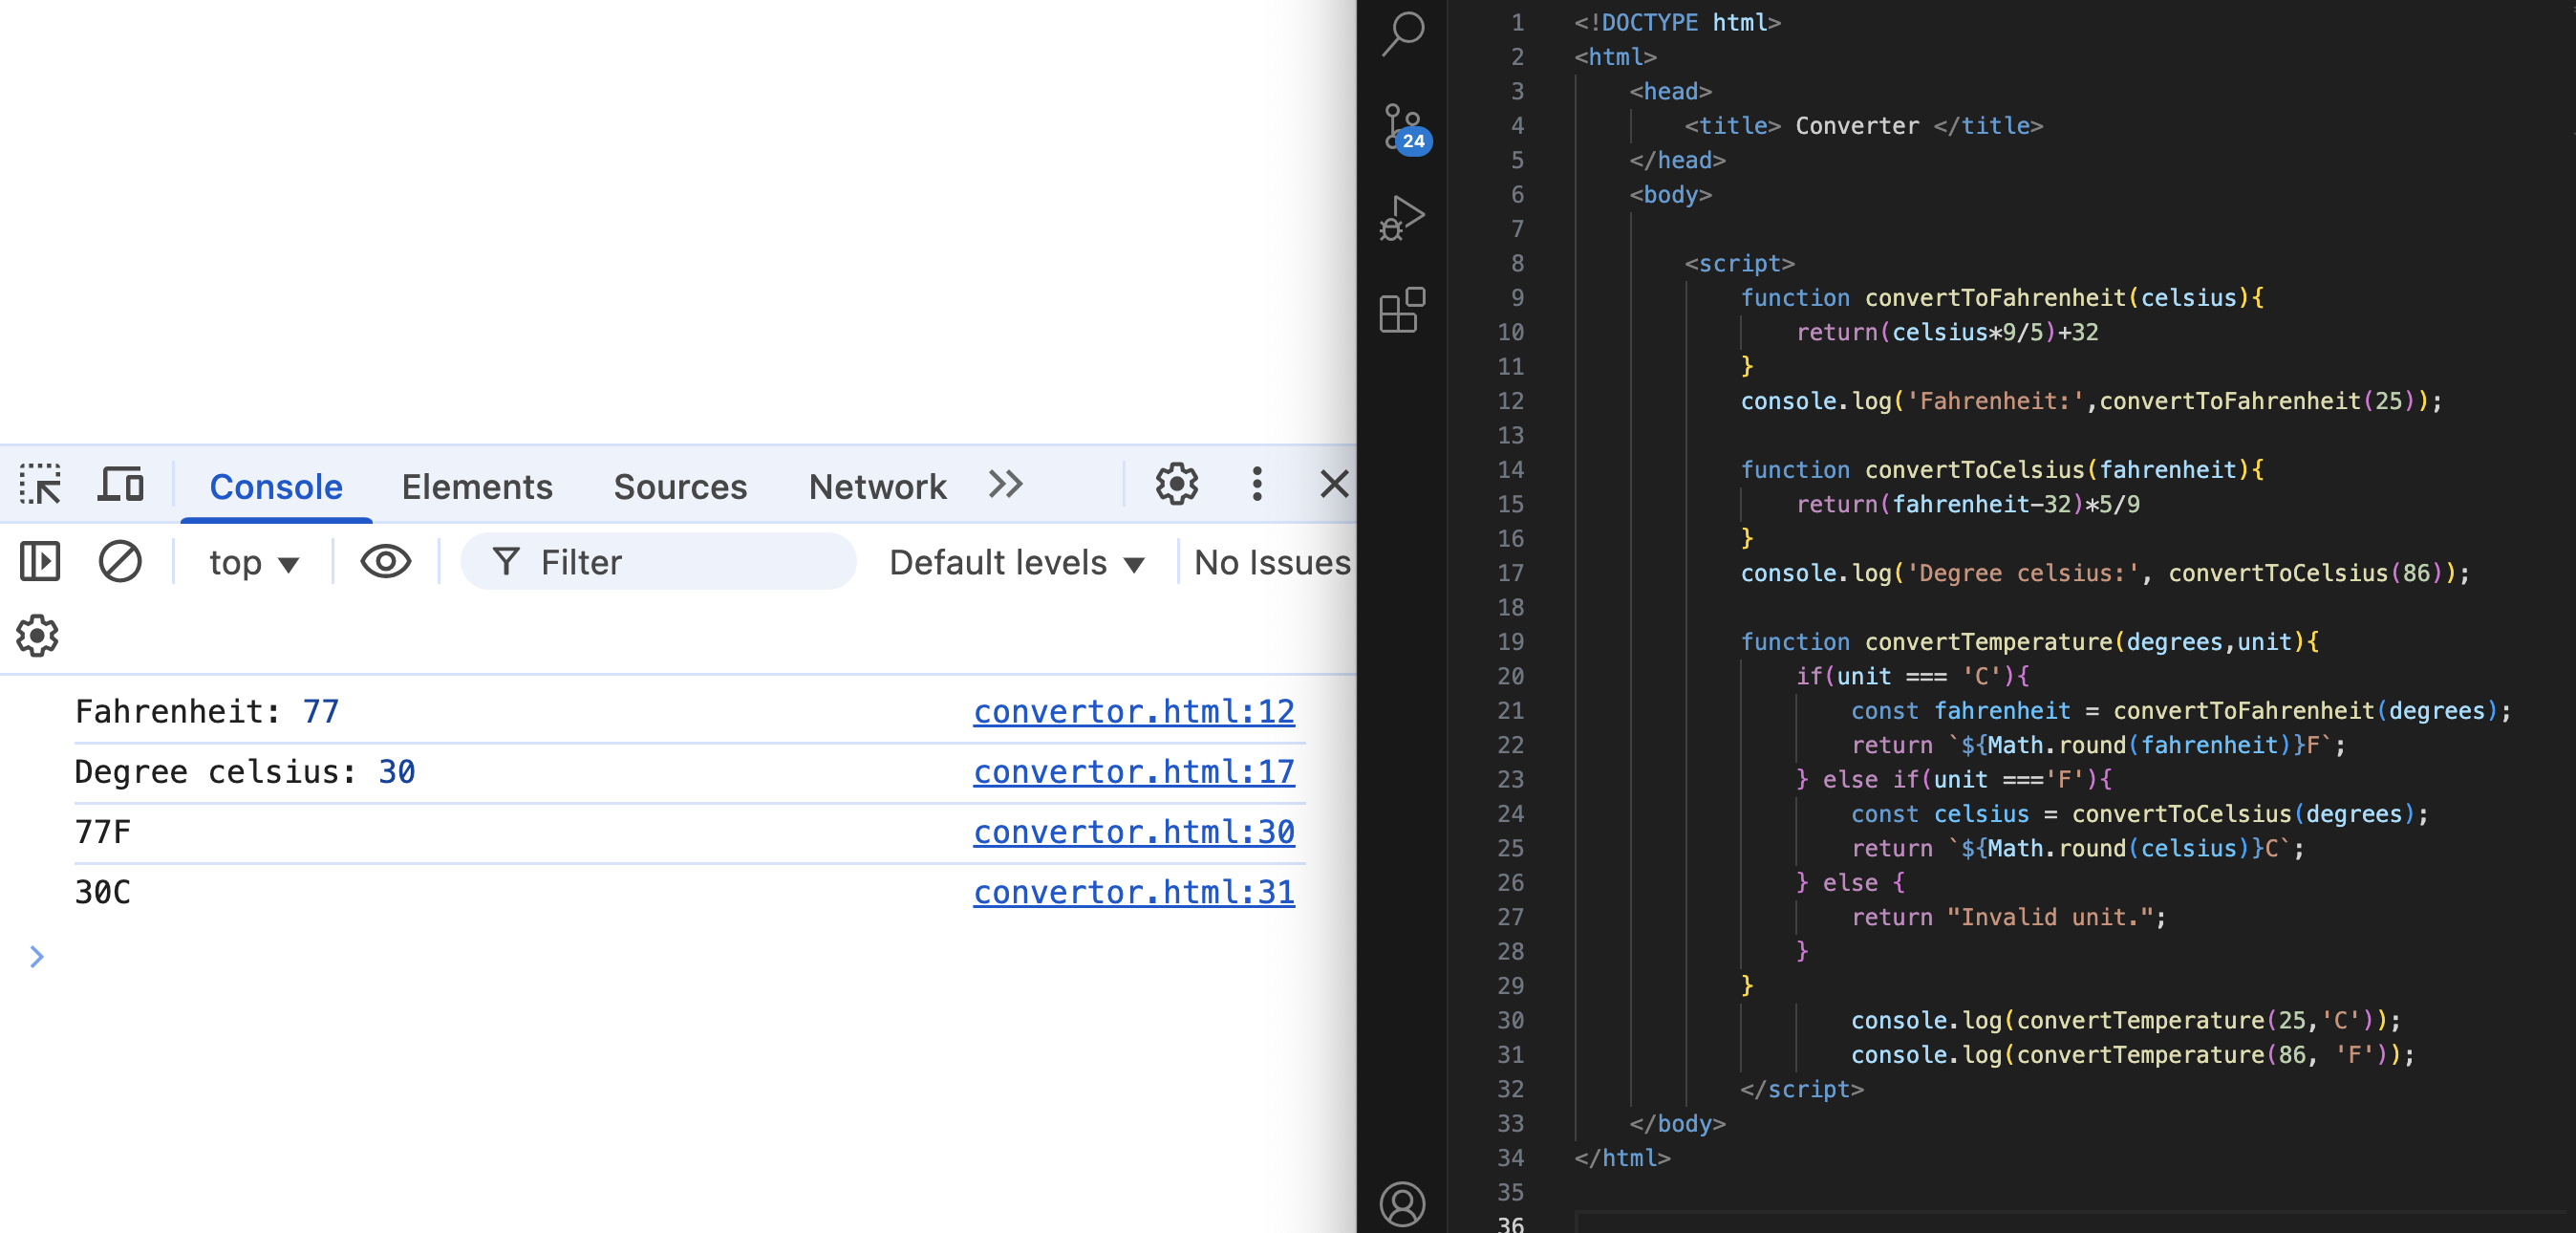 Console Elements Sources Network
top Filter Default levels No Issues
Fahrenheit: 77 convertor.html:12
Degree celsius: 30 convertor.html:17
77F convertor.html:30
30C convertor.html:31
24
1 <!DOCTYPE html>
2 <html>
3 <head>
4 <title> Converter </title>
5 </head>
6 <body>
7
8 <script>
9 function convertToFahrenheit(celsius){
10 return(celsius*9/5)+32
11 }
12 console.log('Fahrenheit:',convertToFahrenheit(25));
13
14 function convertToCelsius(fahrenheit){
15 return(fahrenheit-32)*5/9
16 }
17 console.log('Degree celsius:', convertToCelsius(86));
18
19 function convertTemperature(degrees,unit){
20 if(unit === 'C'){
21 const fahrenheit = convertToFahrenheit(degrees);
22 return `${Math.round(fahrenheit)}F`;
23 } else if(unit ==='F'){
24 const celsius = convertToCelsius(degrees);
25 return `${Math.round(celsius)}C`;
26 } else {
27 return "Invalid unit.";
28 }
29 }
30 console.log(convertTemperature(25,'C'));
31 console.log(convertTemperature(86, 'F'));
32 </script>
33 </body>
34 </html>
35
36